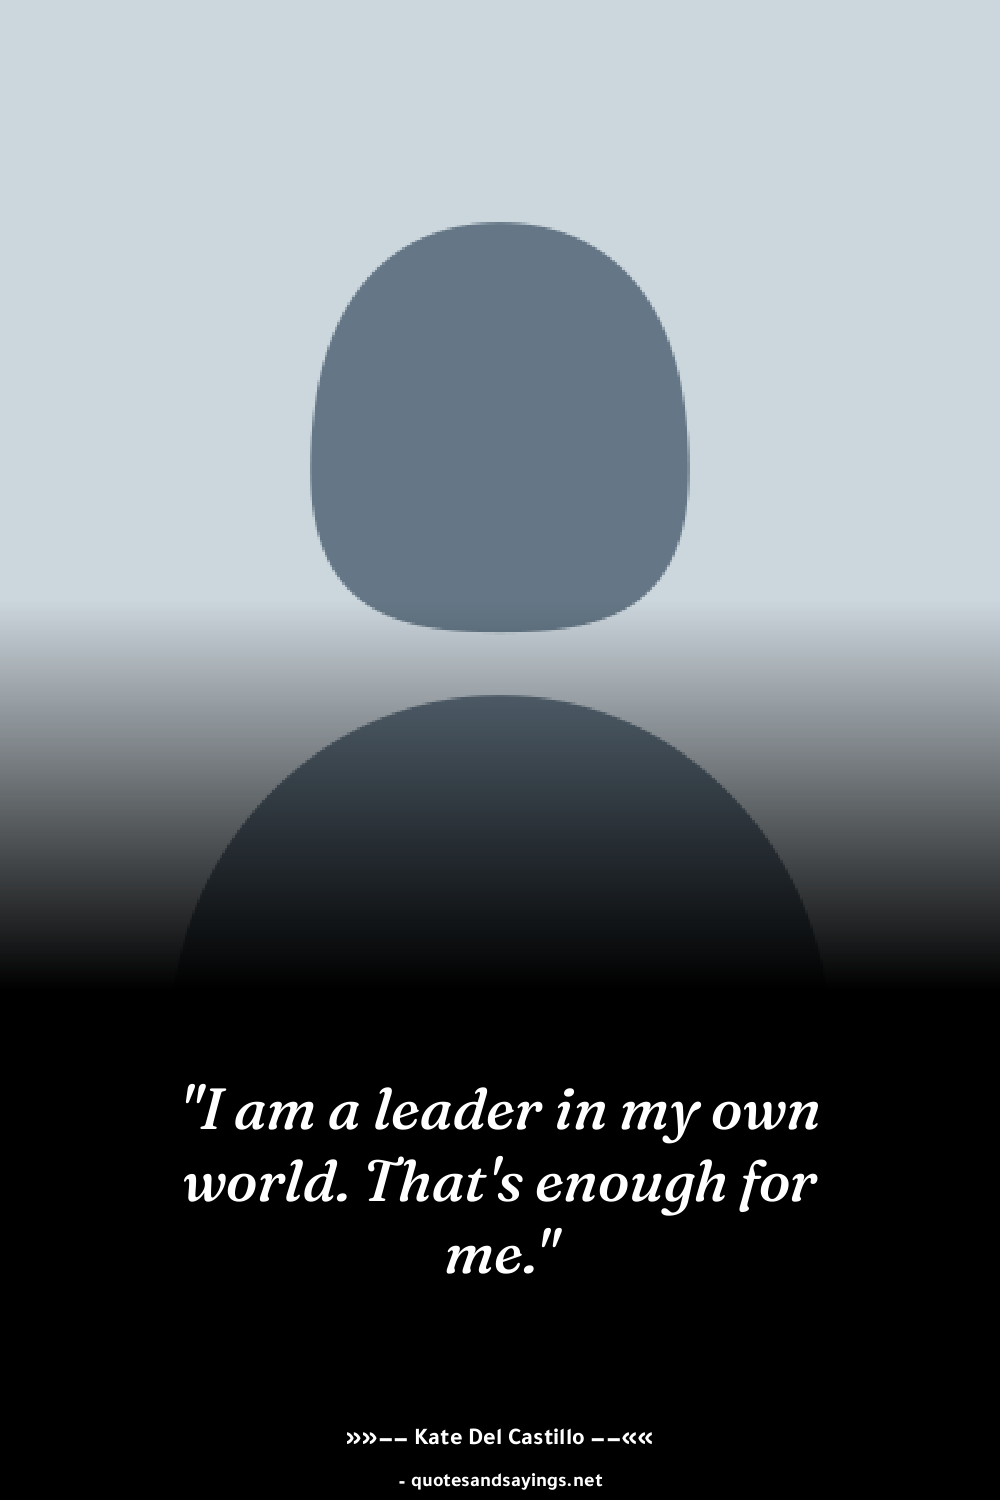 "I am a leader in my own
world. That's enough for
me."
»»–– Kate Del Castillo ––««
- quotesandsayings.net